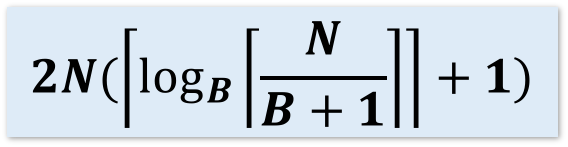 2N(⌈log_B ⌈N/(B + 1)⌉⌉ + 1)